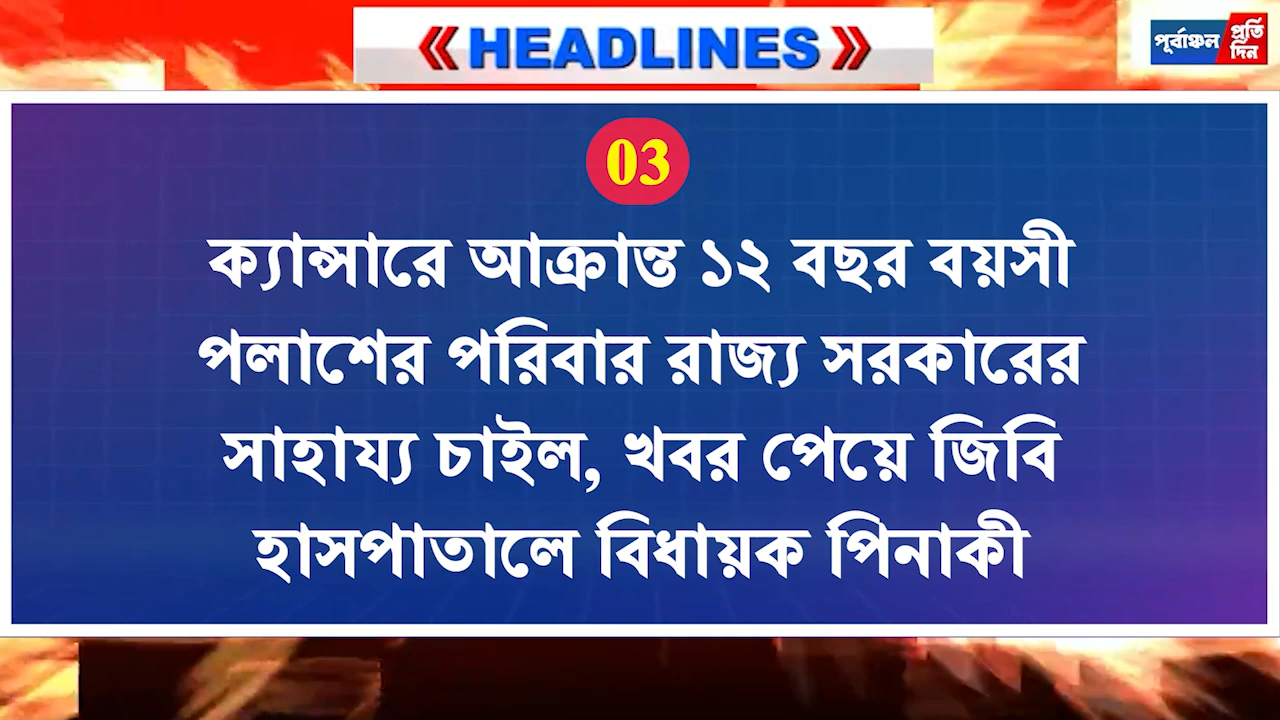 HEADLINES
পূর্বাঞ্চল প্রতিদিন
03
ক্যান্সারে আক্রান্ত ১২ বছর বয়সী
পলাশের পরিবার রাজ্য সরকারের
সাহায্য চাইল, খবর পেয়ে জিবি
হাসপাতালে বিধায়ক পিনাকী